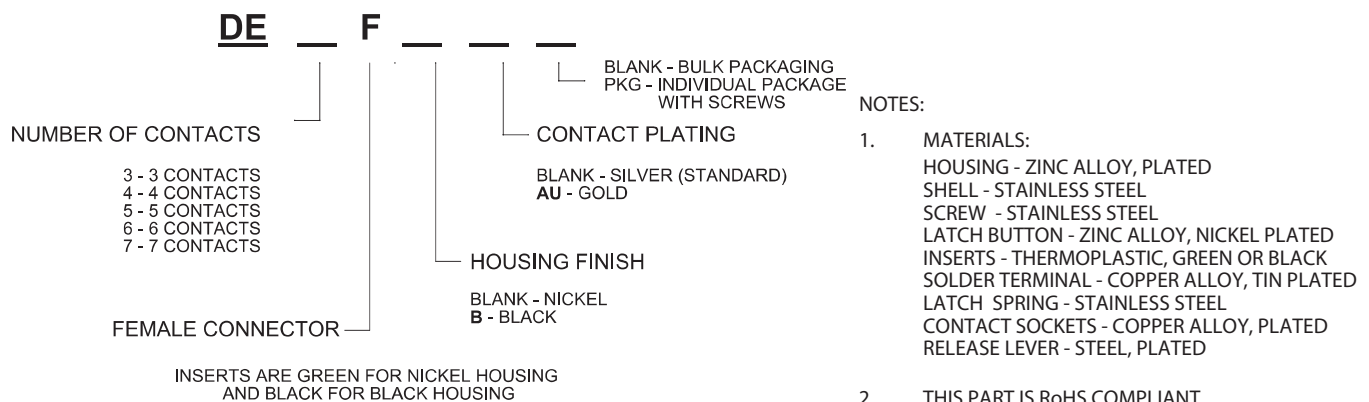 DE __ F __ __ __
BLANK - BULK PACKAGING
PKG - INDIVIDUAL PACKAGE
WITH SCREWS
NUMBER OF CONTACTS
3 - 3 CONTACTS
4 - 4 CONTACTS
5 - 5 CONTACTS
6 - 6 CONTACTS
7 - 7 CONTACTS
CONTACT PLATING
BLANK - SILVER (STANDARD)
AU - GOLD
HOUSING FINISH
BLANK - NICKEL
B - BLACK
FEMALE CONNECTOR
INSERTS ARE GREEN FOR NICKEL HOUSING
AND BLACK FOR BLACK HOUSING
NOTES:
1. MATERIALS:
HOUSING - ZINC ALLOY, PLATED
SHELL - STAINLESS STEEL
SCREW - STAINLESS STEEL
LATCH BUTTON - ZINC ALLOY, NICKEL PLATED
INSERTS - THERMOPLASTIC, GREEN OR BLACK
SOLDER TERMINAL - COPPER ALLOY, TIN PLATED
LATCH SPRING - STAINLESS STEEL
CONTACT SOCKETS - COPPER ALLOY, PLATED
RELEASE LEVER - STEEL, PLATED
2. THIS PART IS RoHS COMPLIANT